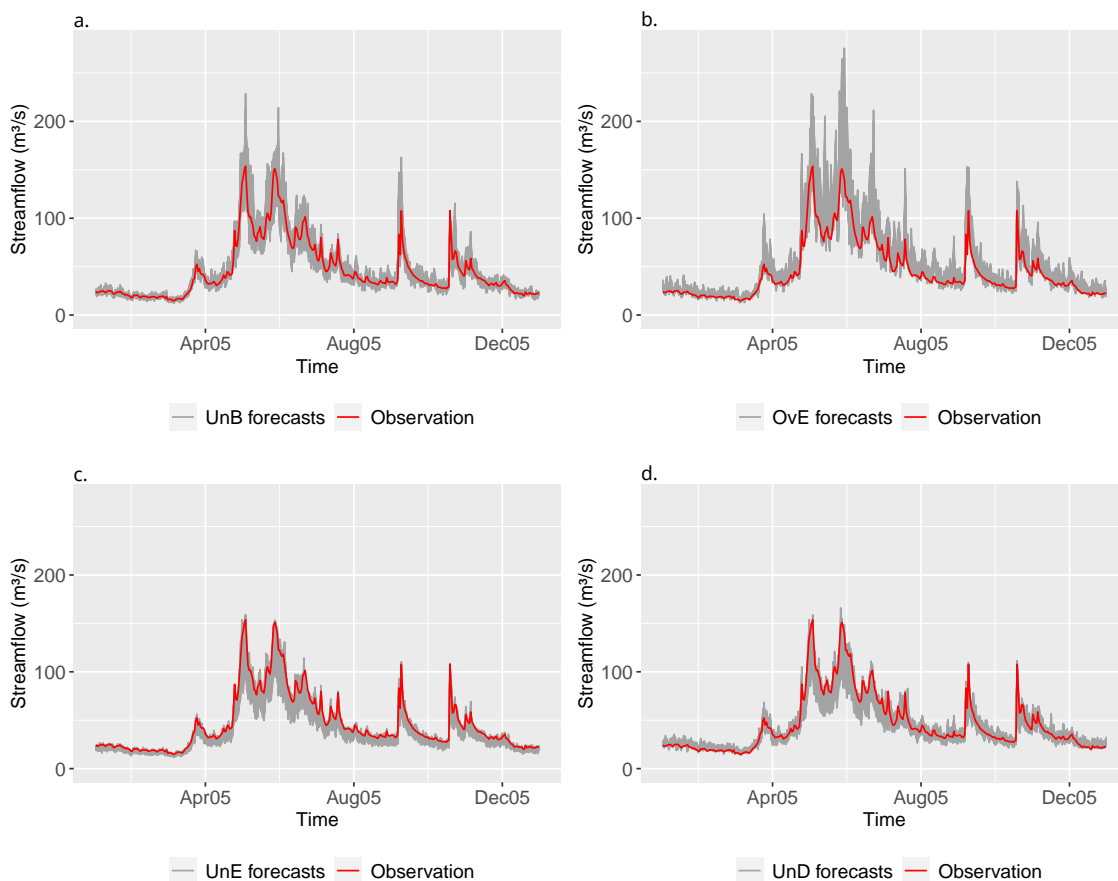 a.
Streamflow (m³/s)
200
100
0
Apr05
Aug05
Dec05
Time
UnB forecasts
Observation
b.
Streamflow (m³/s)
200
100
0
Apr05
Aug05
Dec05
Time
OvE forecasts
Observation
c.
Streamflow (m³/s)
200
100
0
Apr05
Aug05
Dec05
Time
UnE forecasts
Observation
d.
Streamflow (m³/s)
200
100
0
Apr05
Aug05
Dec05
Time
UnD forecasts
Observation